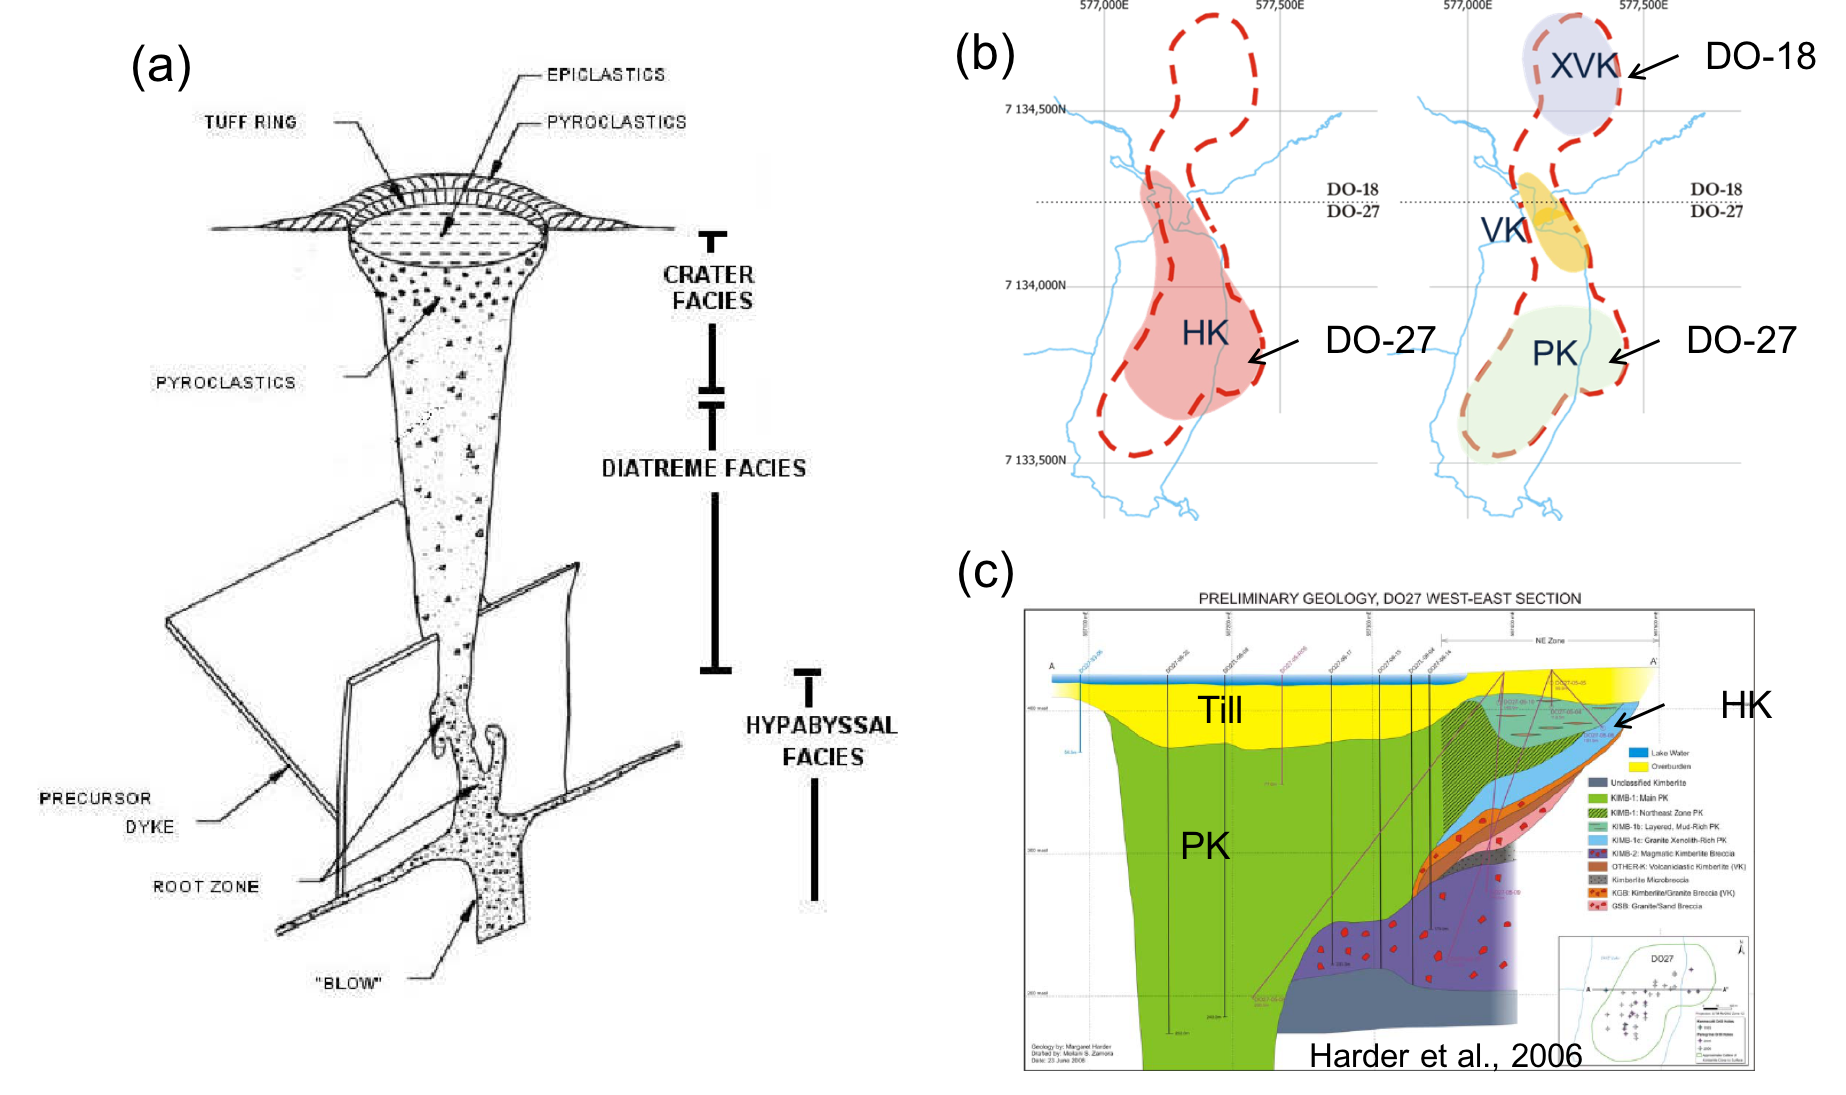 (a)
EPICLASTICS
TUFF RING
PYROCLASTICS
CRATER
FACIES
PYROCLASTICS
DIATREME FACIES
HYPABYSSAL
FACIES
PRECURSOR
DYKE
ROOT ZONE
"BLOW"
(b)
577,000E
577,500E
577,000E
577,500E
XVK
DO-18
7 134,500N
DO-18
DO-27
DO-18
DO-27
VK
7 134,000N
HK
DO-27
PK
DO-27
7 133,500N
(c)
PRELIMINARY GEOLOGY, DO27 WEST-EAST SECTION
NE Zone
A
A'
Till
HK
PK
Lake Water
Overburden
Unclassified Kimberlite
KIMB-1: Main PK
KIMB-1: Northeast Zone PK
KIMB-1b: Layered, Mud-Rich PK
KIMB-1c: Granite Xenolith-Rich PK
KIMB-2: Magmatic Kimberlite Breccia
OTHER-K: Volcaniclastic Kimberlite (VK)
Kimberlite Microbreccia
KGB: Kimberlite/Granite Breccia (VK)
GSB: Granite/Sand Breccia
DO27
A
A'
Geology by: Margaret Harder
Date: 23 June 2006
Harder et al., 2006